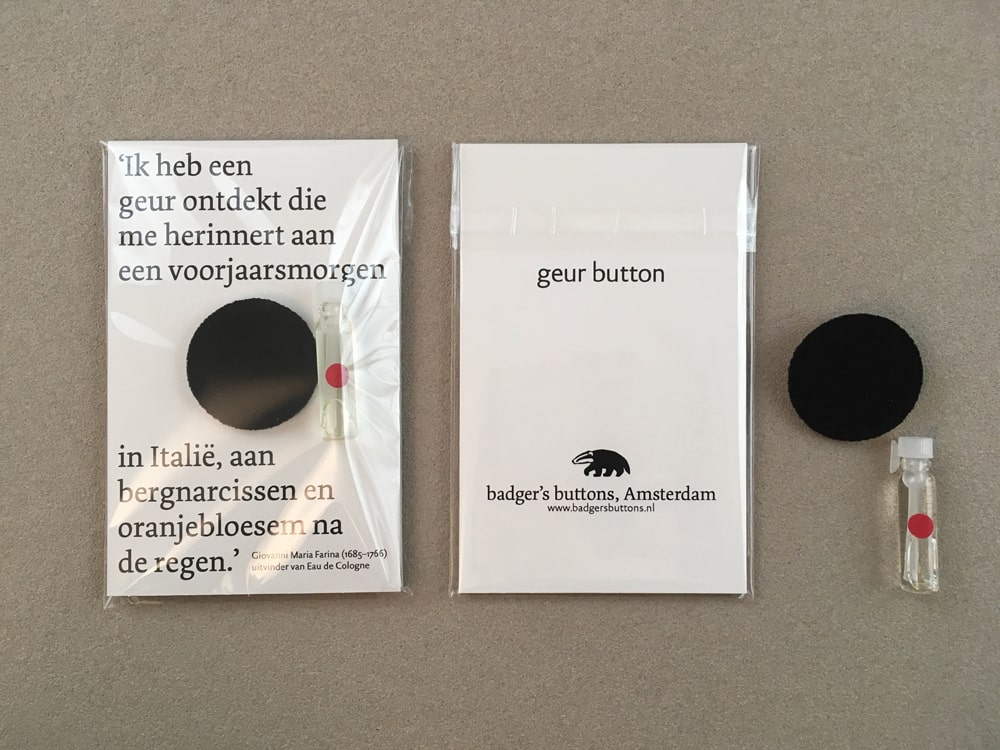 ‘Ik heb een
geur ontdekt die
me herinnert aan
een voorjaarsmorgen
in Italië, aan
bergnarcissen en
oranjebloesem na
de regen.’
Giovanni Maria Farina (1685–1766)
uitvinder van Eau de Cologne
geur button
badger's buttons, Amsterdam
www.badgersbuttons.nl